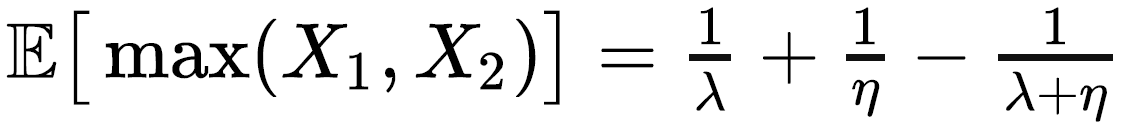 𝔼[max(X₁, X₂)] = 1/λ + 1/η − 1/(λ+η)